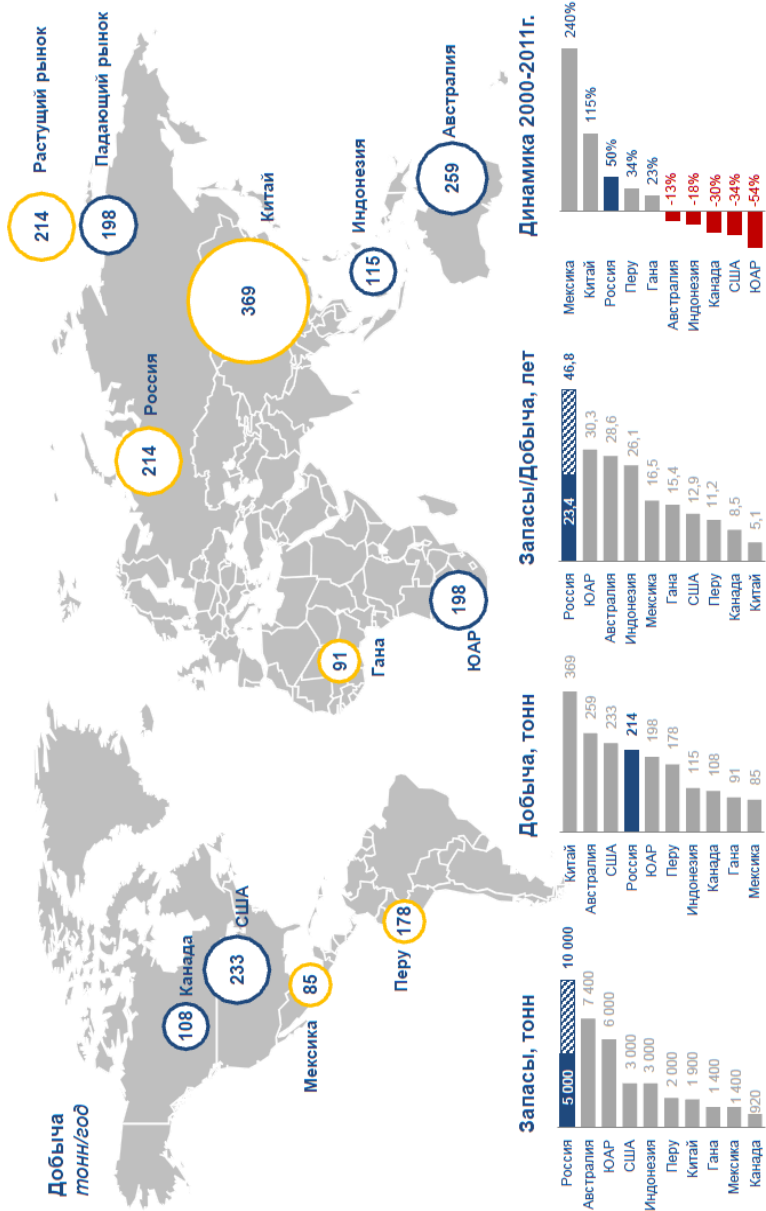 Добыча
тонн/год
214
Растущий рынок
198
Падающий рынок
108
Канада
233
США
85
Мексика
178
Перу
214
Россия
369
Китай
91
Гана
198
ЮАР
115
Индонезия
259
Австралия
Запасы, тонн
Россия 5 000 10 000
Австралия 7 400
ЮАР 6 000
США 3 000
Индонезия 3 000
Перу 2 000
Китай 1 900
Гана 1 400
Мексика 1 400
Канада 920
Добыча, тонн
Китай 369
Австралия 259
США 233
Россия 214
ЮАР 198
Перу 178
Индонезия 115
Канада 108
Гана 91
Мексика 85
Запасы/Добыча, лет
Россия 23,4 46,8
ЮАР 30,3
Австралия 28,6
Индонезия 26,1
Мексика 16,5
Гана 15,4
США 12,9
Перу 11,2
Канада 8,5
Китай 5,1
Динамика 2000-2011г.
Мексика 240%
Китай 115%
Россия 50%
Перу 34%
Гана 23%
Австралия -13%
Индонезия -18%
Канада -30%
США -34%
ЮАР -54%